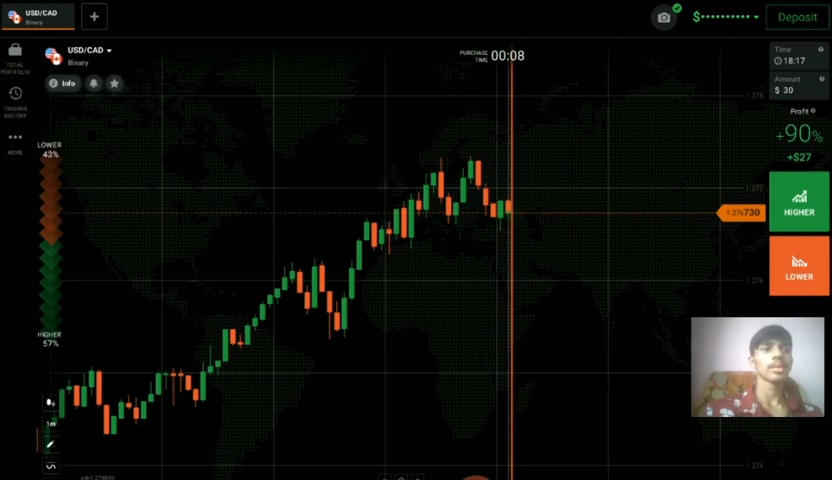 USD/CAD
Binary
+
$•••••••••••
Deposit
TOTAL
PORTFOLIO
TRADING
HISTORY
MORE
USD/CAD
Binary
Info
PURCHASE
TIME
00:08
Time
18:17
Amount
$ 30
Profit
+90%
+$27
HIGHER
LOWER
LOWER
43%
HIGHER
57%
1m
1.278
1.277
1.276730
1.276
1.274